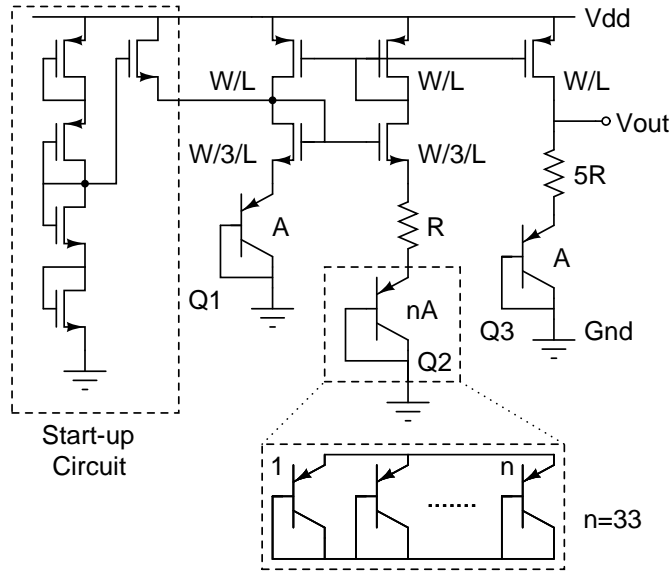 Vdd
W/L
W/L
W/L
Vout
W/3/L
W/3/L
5R
A
R
A
Q1
nA
Q3
Gnd
Q2
Start-up
Circuit
1
n
n=33